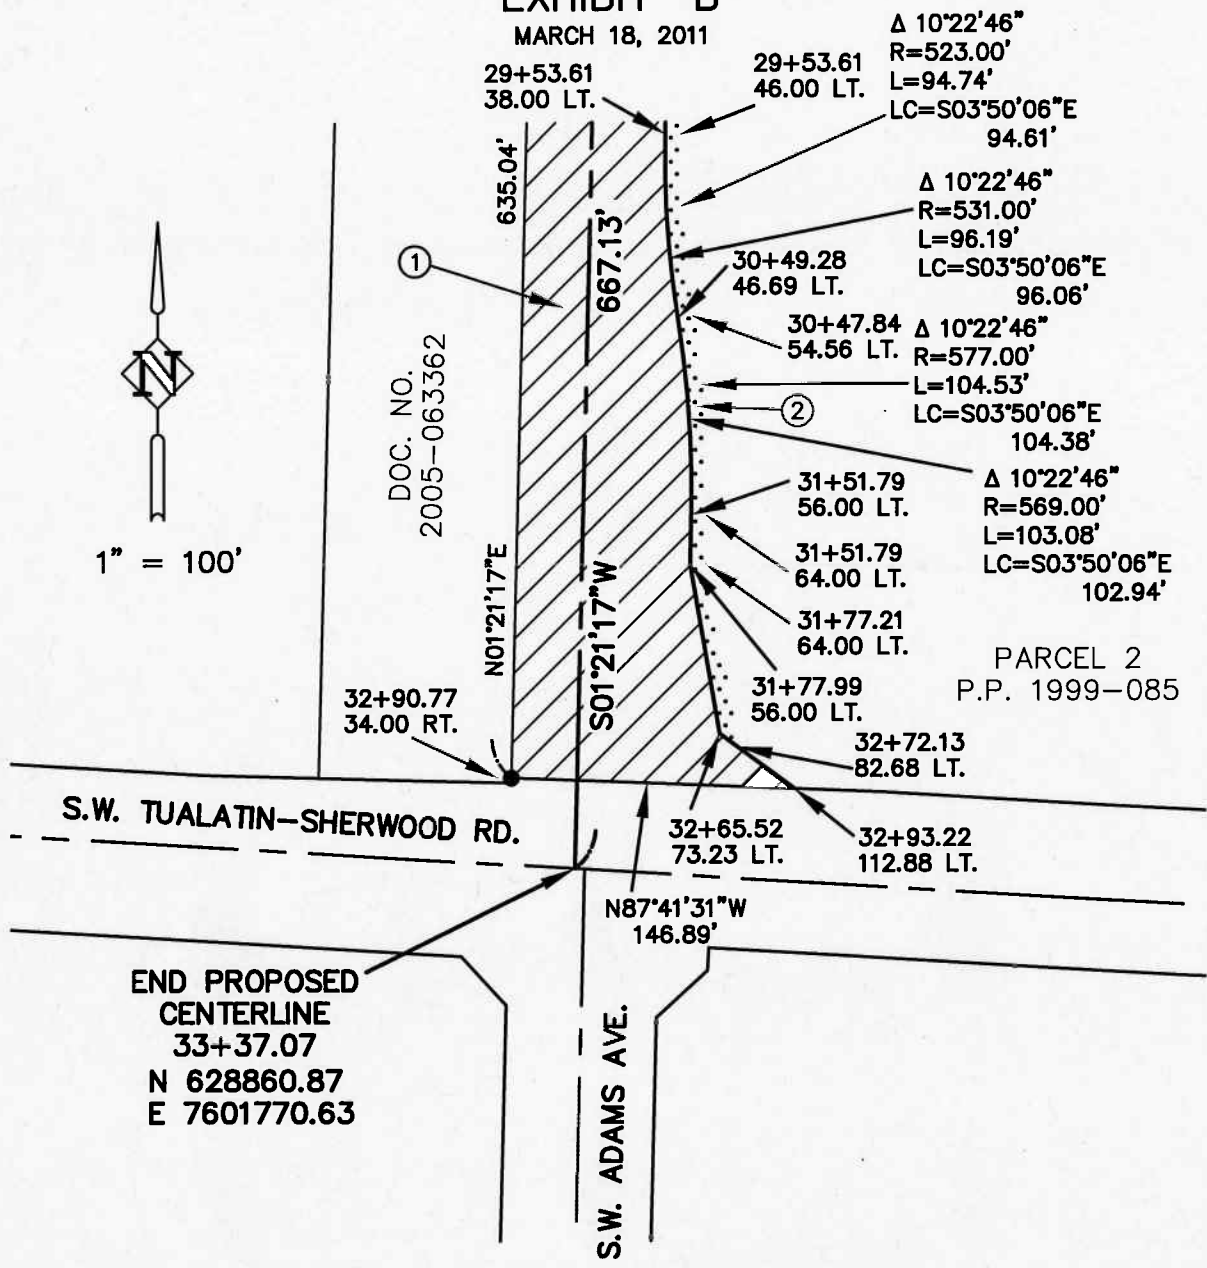 EXHIBIT "B"
MARCH 18, 2011
29+53.61
38.00 LT.
29+53.61
46.00 LT.
Δ 10°22'46"
R=523.00'
L=94.74'
LC=S03°50'06"E
94.61'
Δ 10°22'46"
R=531.00'
L=96.19'
LC=S03°50'06"E
96.06'
635.04'
667.13'
1
30+49.28
46.69 LT.
30+47.84
54.56 LT.
Δ 10°22'46"
R=577.00'
L=104.53'
LC=S03°50'06"E
104.38'
N
DOC. NO.
2005-063362
2
1" = 100'
31+51.79
56.00 LT.
Δ 10°22'46"
R=569.00'
L=103.08'
LC=S03°50'06"E
102.94'
31+51.79
64.00 LT.
N01°21'17"E
S01°21'17"W
31+77.21
64.00 LT.
PARCEL 2
P.P. 1999-085
31+77.99
56.00 LT.
32+90.77
34.00 RT.
32+72.13
82.68 LT.
S.W. TUALATIN-SHERWOOD RD.
32+65.52
73.23 LT.
32+93.22
112.88 LT.
N87°41'31"W
146.89'
END PROPOSED
CENTERLINE
33+37.07
N 628860.87
E 7601770.63
S.W. ADAMS AVE.